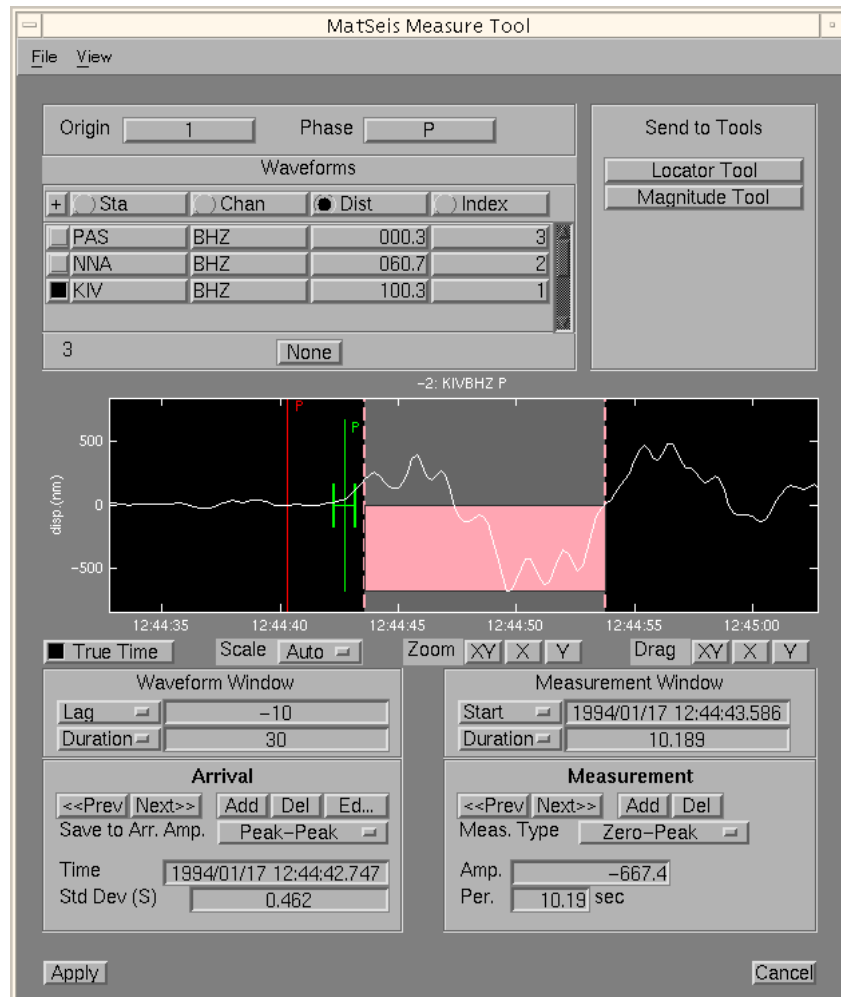 MatSeis Measure Tool
File View
Origin 1 Phase P
Send to Tools
Waveforms
Locator Tool
Magnitude Tool
+ Sta Chan Dist Index
PAS BHZ 000.3 3
NNA BHZ 060.7 2
KIV BHZ 100.3 1
3 None
-2: KIVBHZ P
P
P
500
0
-500
disp.(nm)
12:44:35 12:44:40 12:44:45 12:44:50 12:44:55 12:45:00
True Time Scale Auto Zoom XY X Y Drag XY X Y
Waveform Window
Lag -10
Duration 30
Measurement Window
Start 1994/01/17 12:44:43.586
Duration 10.189
Arrival
<<Prev Next>> Add Del Ed...
Save to Arr. Amp. Peak-Peak
Time 1994/01/17 12:44:42.747
Std Dev (S) 0.462
Measurement
<<Prev Next>> Add Del
Meas. Type Zero-Peak
Amp. -667.4
Per. 10.19 sec
Apply Cancel